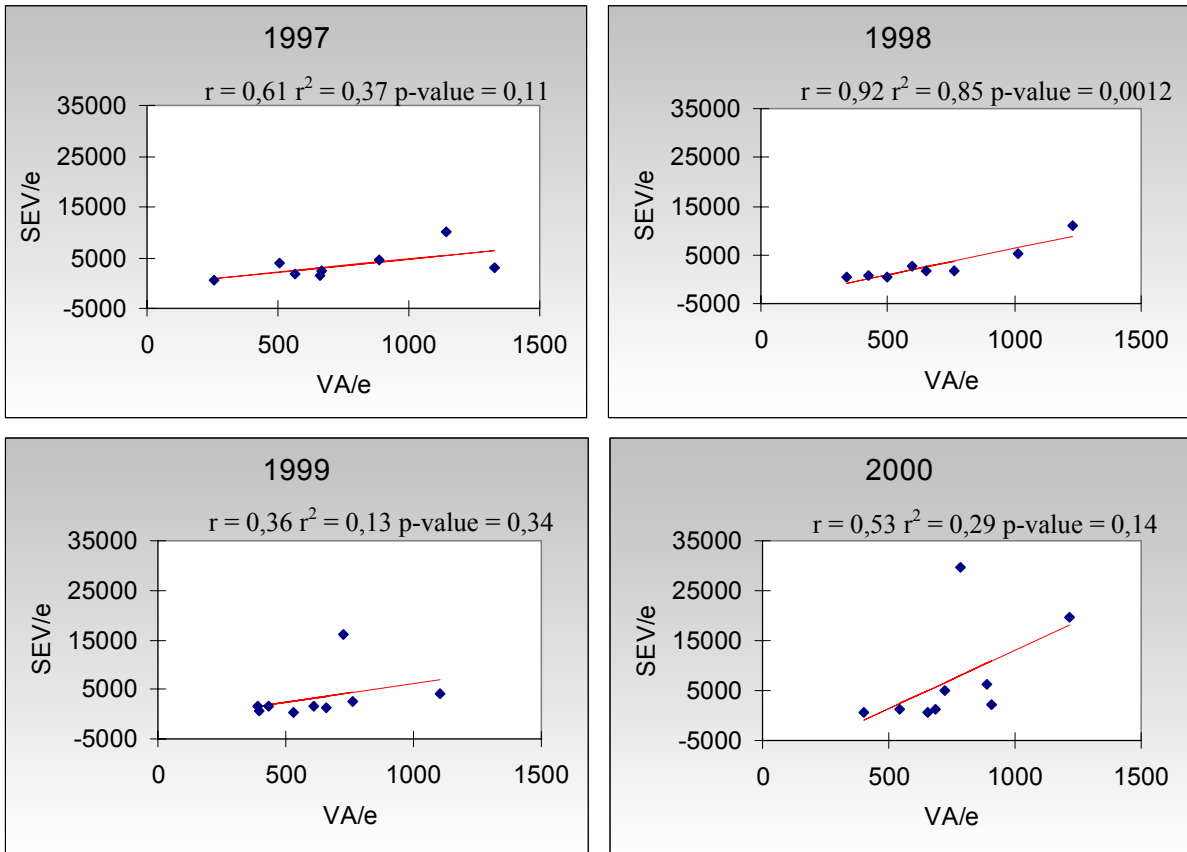 1997
r = 0,61 r² = 0,37 p-value = 0,11
35000
25000
15000
5000
-5000
SEV/e
0 500 1000 1500
VA/e
1998
r = 0,92 r² = 0,85 p-value = 0,0012
35000
25000
15000
5000
-5000
SEV/e
0 500 1000 1500
VA/e
1999
r = 0,36 r² = 0,13 p-value = 0,34
35000
25000
15000
5000
-5000
SEV/e
0 500 1000 1500
VA/e
2000
r = 0,53 r² = 0,29 p-value = 0,14
35000
25000
15000
5000
-5000
SEV/e
0 500 1000 1500
VA/e